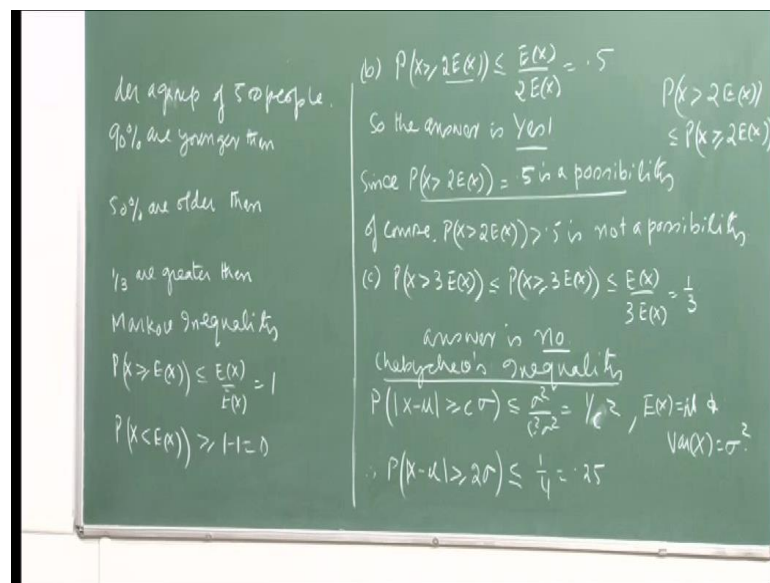 der a group of 500 people.
90% are younger than
50% are older than
1/3 are greater then
Markov Inequality
P(X ≥ E(X)) ≤ E(X)/E(X) = 1
P(X < E(X)) ≥ 1-1=0
(b) P(X ≥ 2E(X)) ≤ E(X)/2E(X) = .5
So the answer is Yes!
Since P(X > 2E(X)) = .5 is a possibility
of course. P(X > 2E(X)) > .5 is not a possibility.
(c) P(X > 3E(X)) ≤ P(X ≥ 3E(X)) ≤ E(X)/3E(X) = 1/3
answer is no.
Chebychev's Inequality
P(|X-μ| ≥ cσ) ≤ σ²/c²σ² = 1/c², E(X)=μ &
Var(X)=σ².
∴ P(X-μ| ≥ 2σ) ≤ 1/4 = .25
P(X > 2E(X))
≤ P(X ≥ 2E(X))